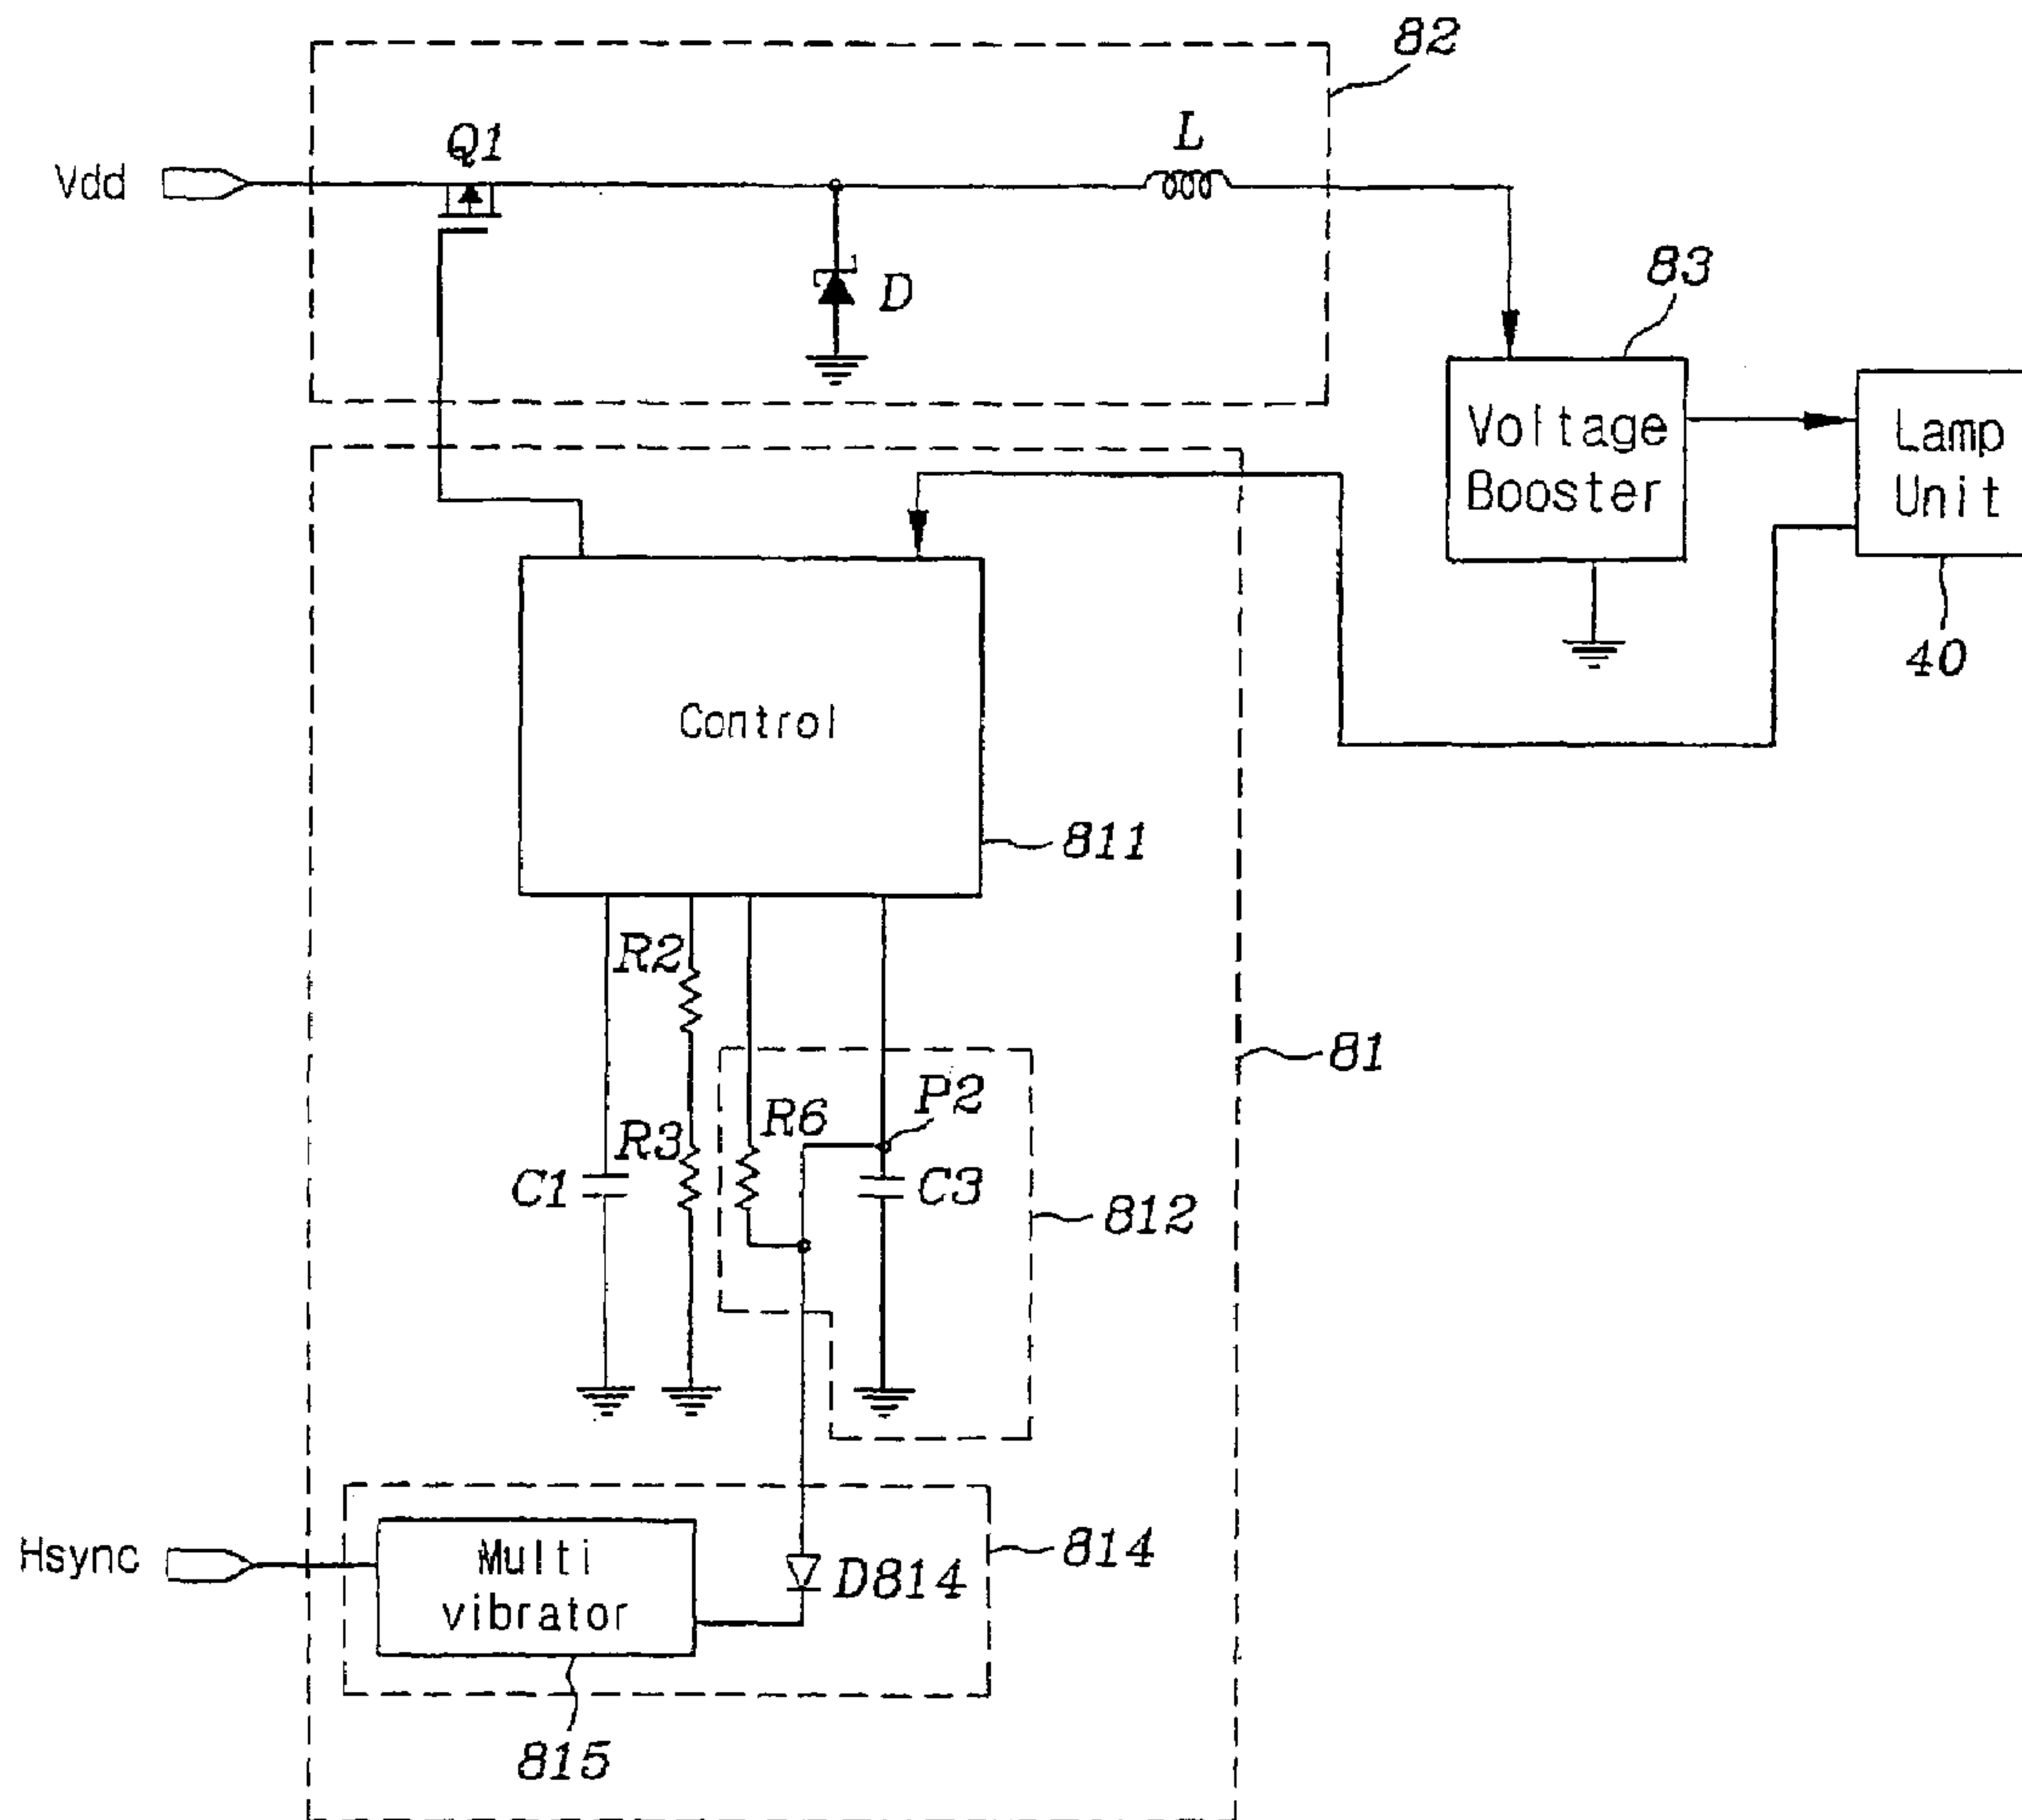 82
Q1
L
Vdd
D
83
Voltage
Booster
Lamp
Unit
40
Control
811
R2
81
P2
R6
R3
C1
C3
812
Hsync
Multi
vibrator
D814
814
815